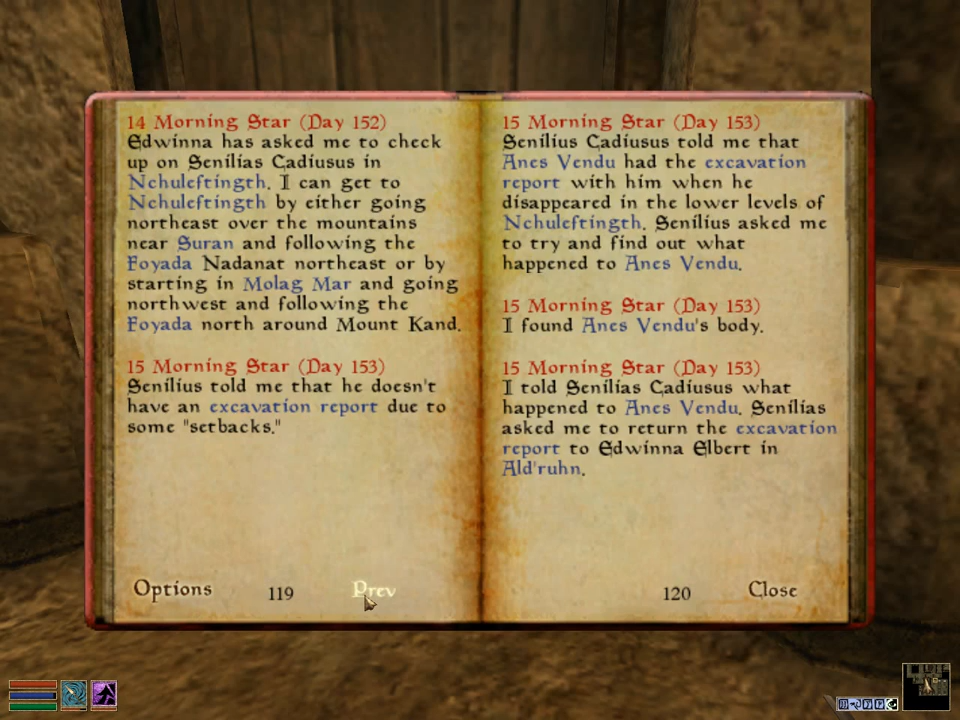 14 Morning Star (Day 152)
Edwinna has asked me to check
up on Senilias Cadiusus in
Nchuleftingth. I can get to
Nchuleftingth by either going
northeast over the mountains
near Suran and following the
Foyada Nadanat northeast or by
starting in Molag Mar and going
northwest and following the
Foyada north around Mount Kand.
15 Morning Star (Day 153)
Senilius told me that he doesn't
have an excavation report due to
some "setbacks."
Options
119
Prev
15 Morning Star (Day 153)
Senilius Cadiusus told me that
Anes Vendu had the excavation
report with him when he
disappeared in the lower levels of
Nchuleftingth. Senilius asked me
to try and find out what
happened to Anes Vendu.
15 Morning Star (Day 153)
I found Anes Vendu's body.
15 Morning Star (Day 153)
I told Senilias Cadiusus what
happened to Anes Vendu. Senilias
asked me to return the excavation
report to Edwinna Elbert in
Ald'ruhn.
120
Close